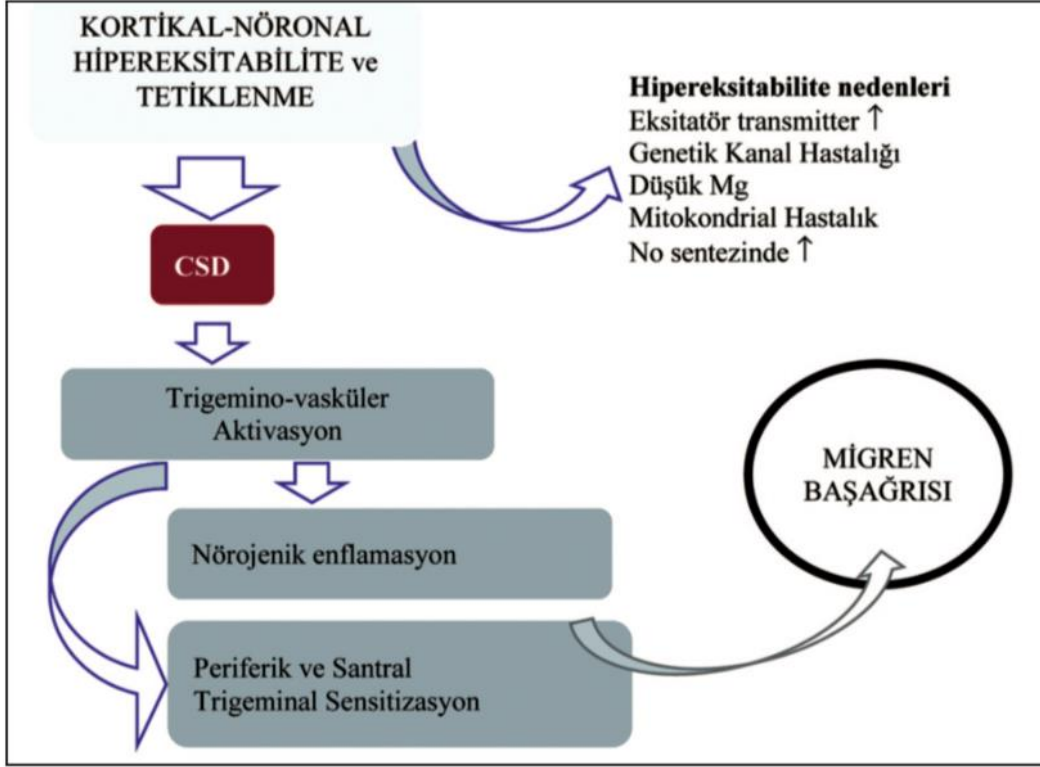 KORTİKAL-NÖRONAL
HİPEREKSİTABİLİTE ve
TETİKLENME
Hipereksitabilite nedenleri
Eksitatör transmitter ↑
Genetik Kanal Hastalığı
Düşük Mg
Mitokondrial Hastalık
No sentezinde ↑
CSD
Trigemino-vasküler
Aktivasyon
Nörojenik enflamasyon
Periferik ve Santral
Trigeminal Sensitizasyon
MİGREN
BAŞAĞRISI